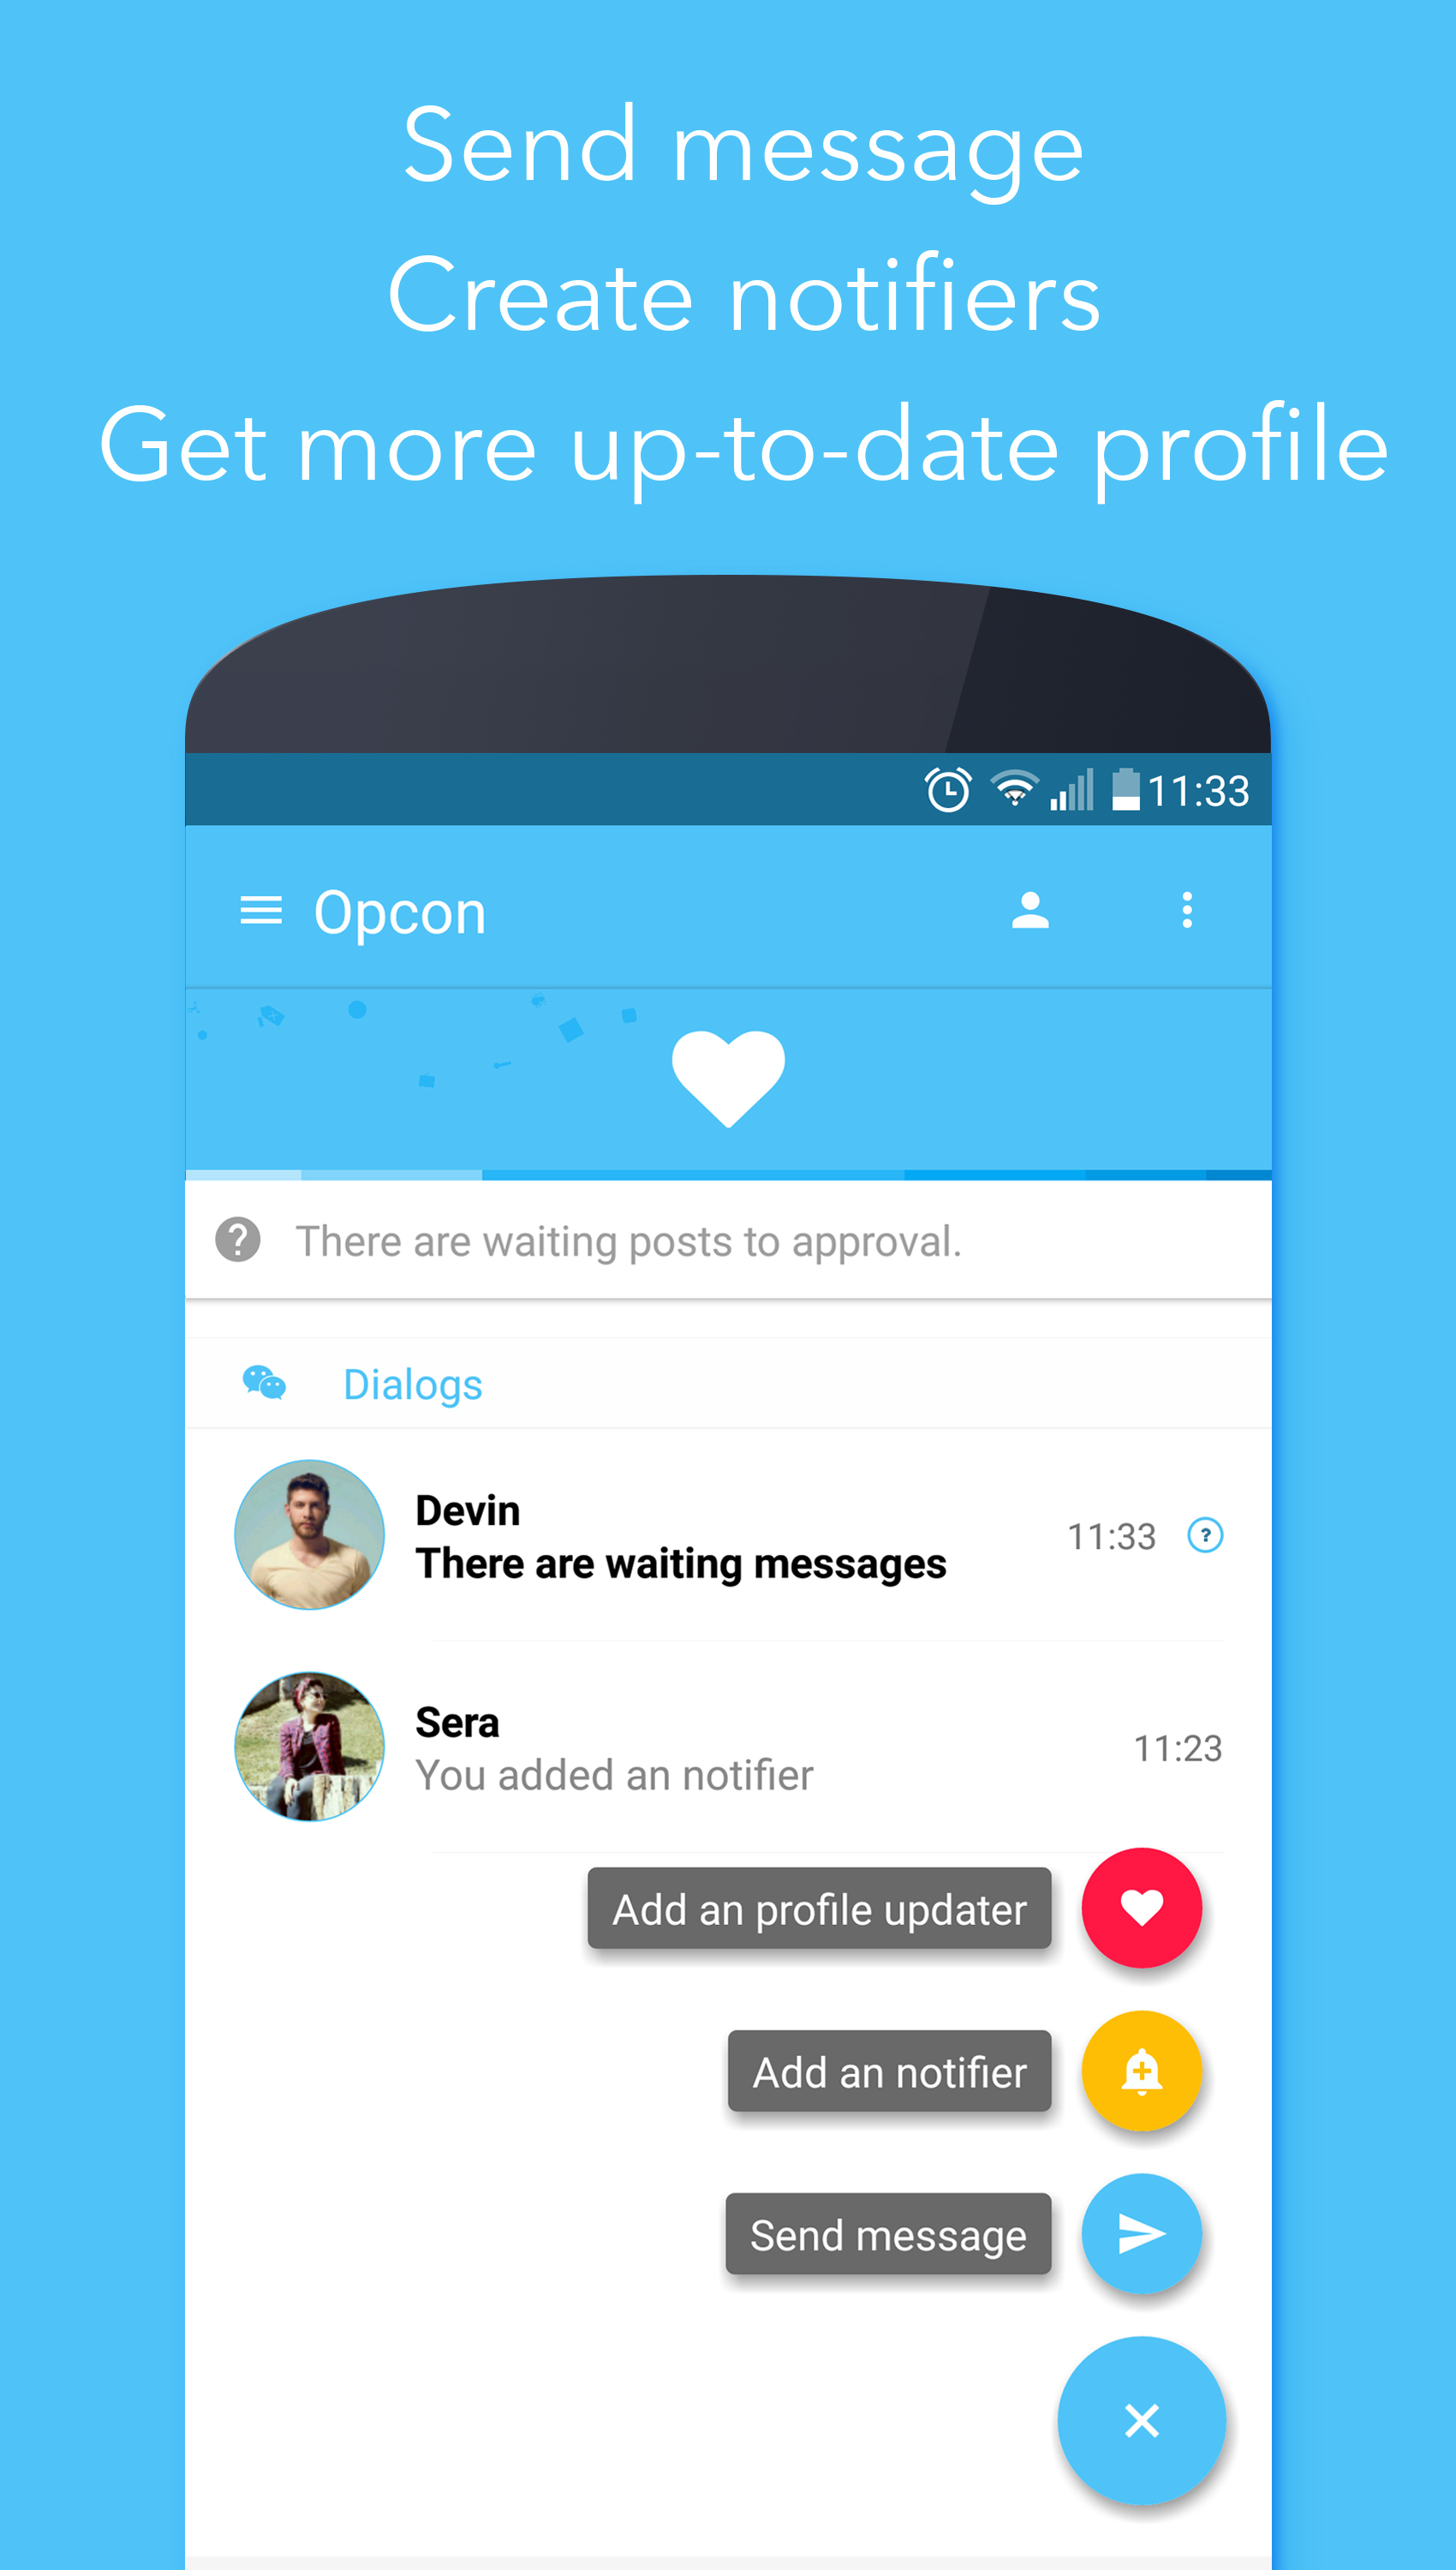 Send message
Create notifiers
Get more up-to-date profile
11:33
Opcon
There are waiting posts to approval.
Dialogs
Devin
There are waiting messages
11:33
Sera
You added an notifier
11:23
Add an profile updater
Add an notifier
Send message